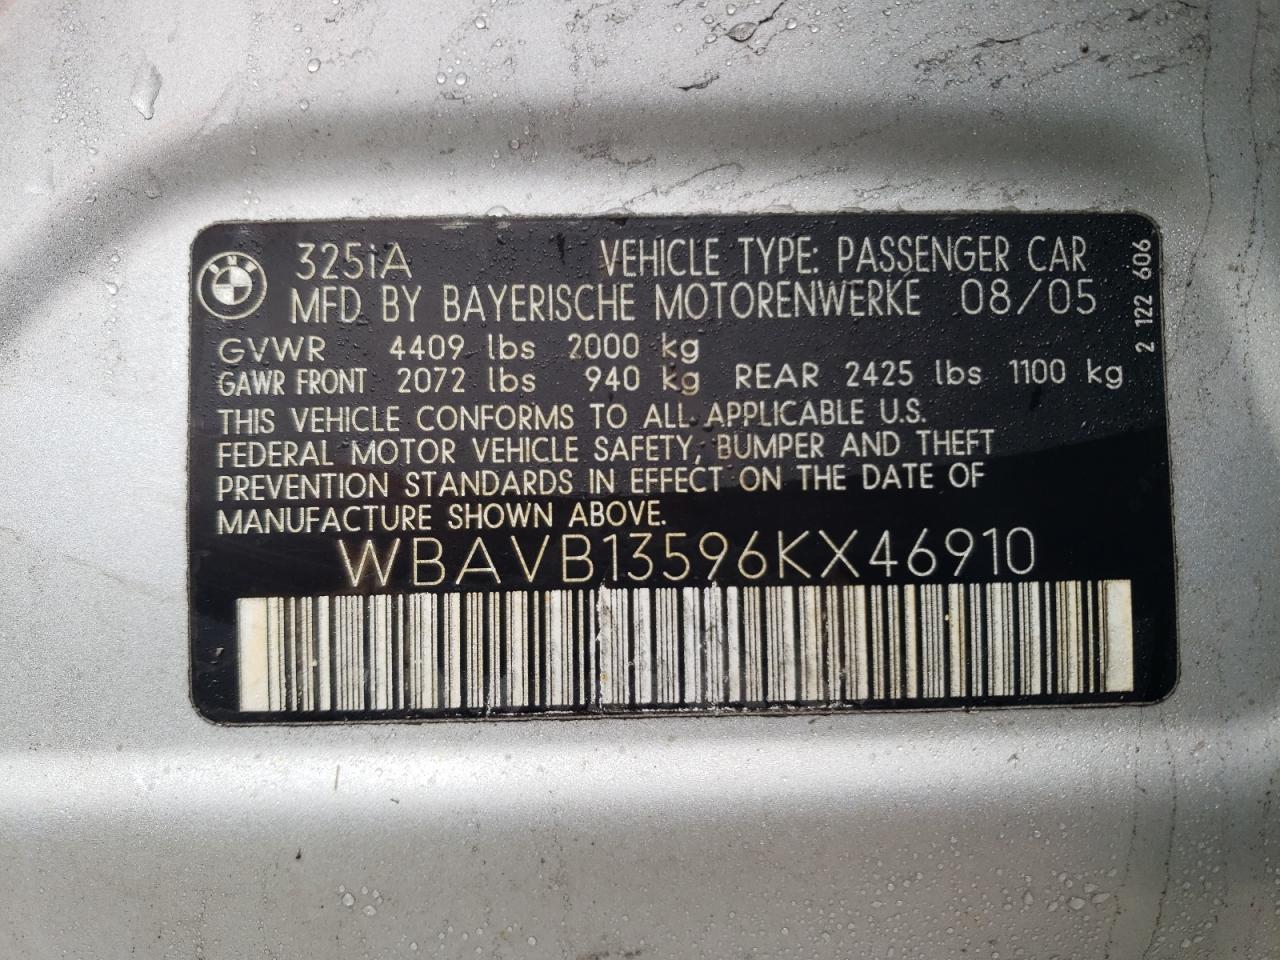 325iA VEHICLE TYPE: PASSENGER CAR
MFD BY BAYERISCHE MOTORENWERKE 08/05
GVWR 4409 lbs 2000 kg
GAWR FRONT 2072 lbs 940 kg REAR 2425 lbs 1100 kg
THIS VEHICLE CONFORMS TO ALL APPLICABLE U.S.
FEDERAL MOTOR VEHICLE SAFETY, BUMPER AND THEFT
PREVENTION STANDARDS IN EFFECT ON THE DATE OF
MANUFACTURE SHOWN ABOVE.
WBAVB13596KX46910
2 122 606